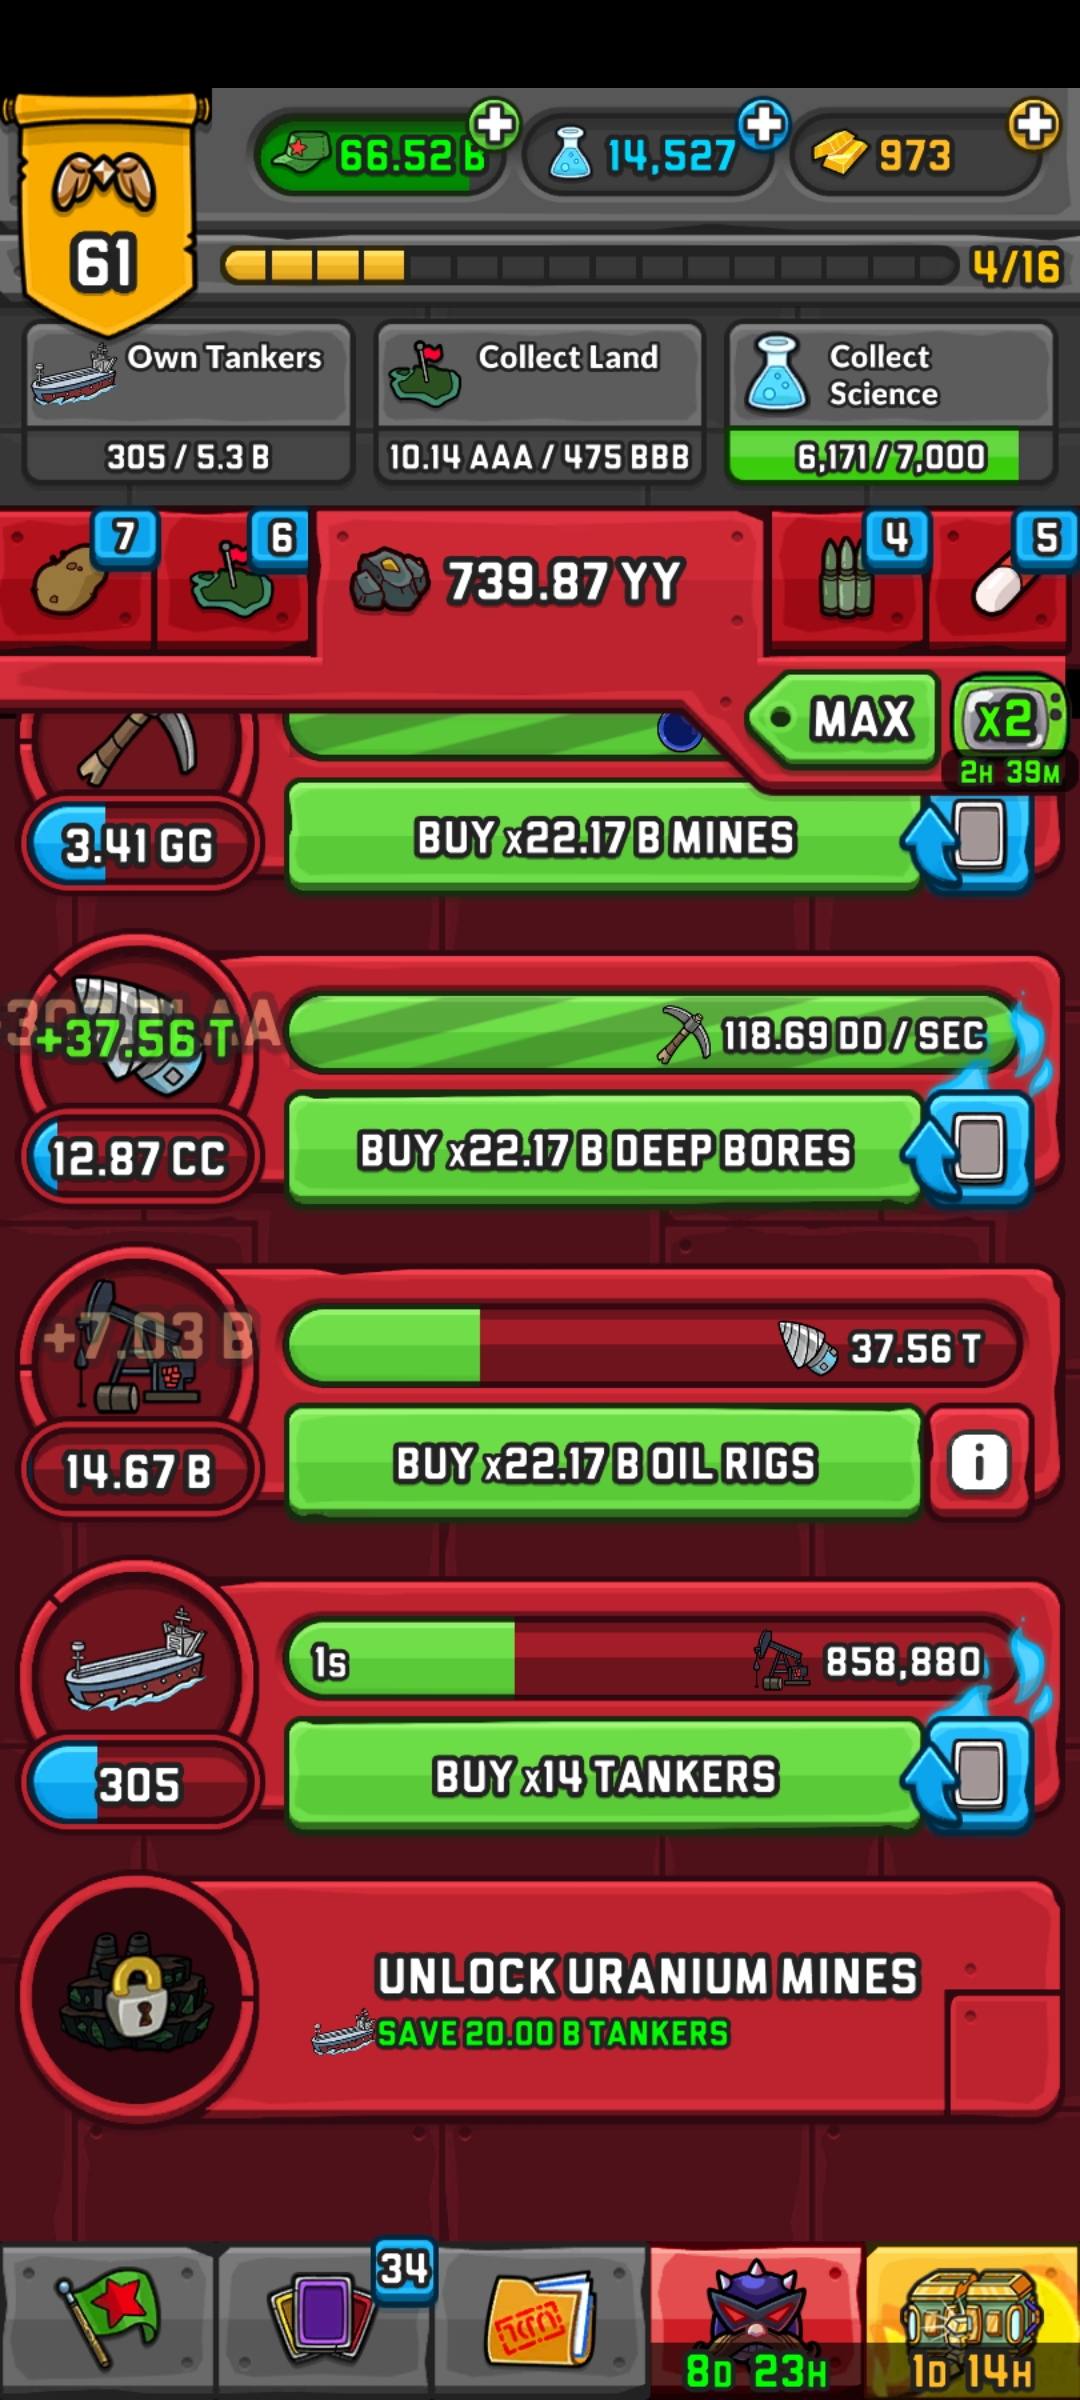 66.52 B
14,527
973
61
4/16
Own Tankers
305 / 5.3 B
Collect Land
10.14 AAA / 475 BBB
Collect
Science
6,171 / 7,000
7
6
739.87 YY
4
5
MAX
x2
2H 39M
3.41 GG
BUY x22.17 B MINES
+37.56 T
118.69 DD / SEC
12.87 CC
BUY x22.17 B DEEP BORES
+7.03 B
37.56 T
14.67 B
BUY x22.17 B OIL RIGS
i
1s
858,880
305
BUY x14 TANKERS
UNLOCK URANIUM MINES
SAVE 20.00 B TANKERS
34
8D 23H
1D 14H